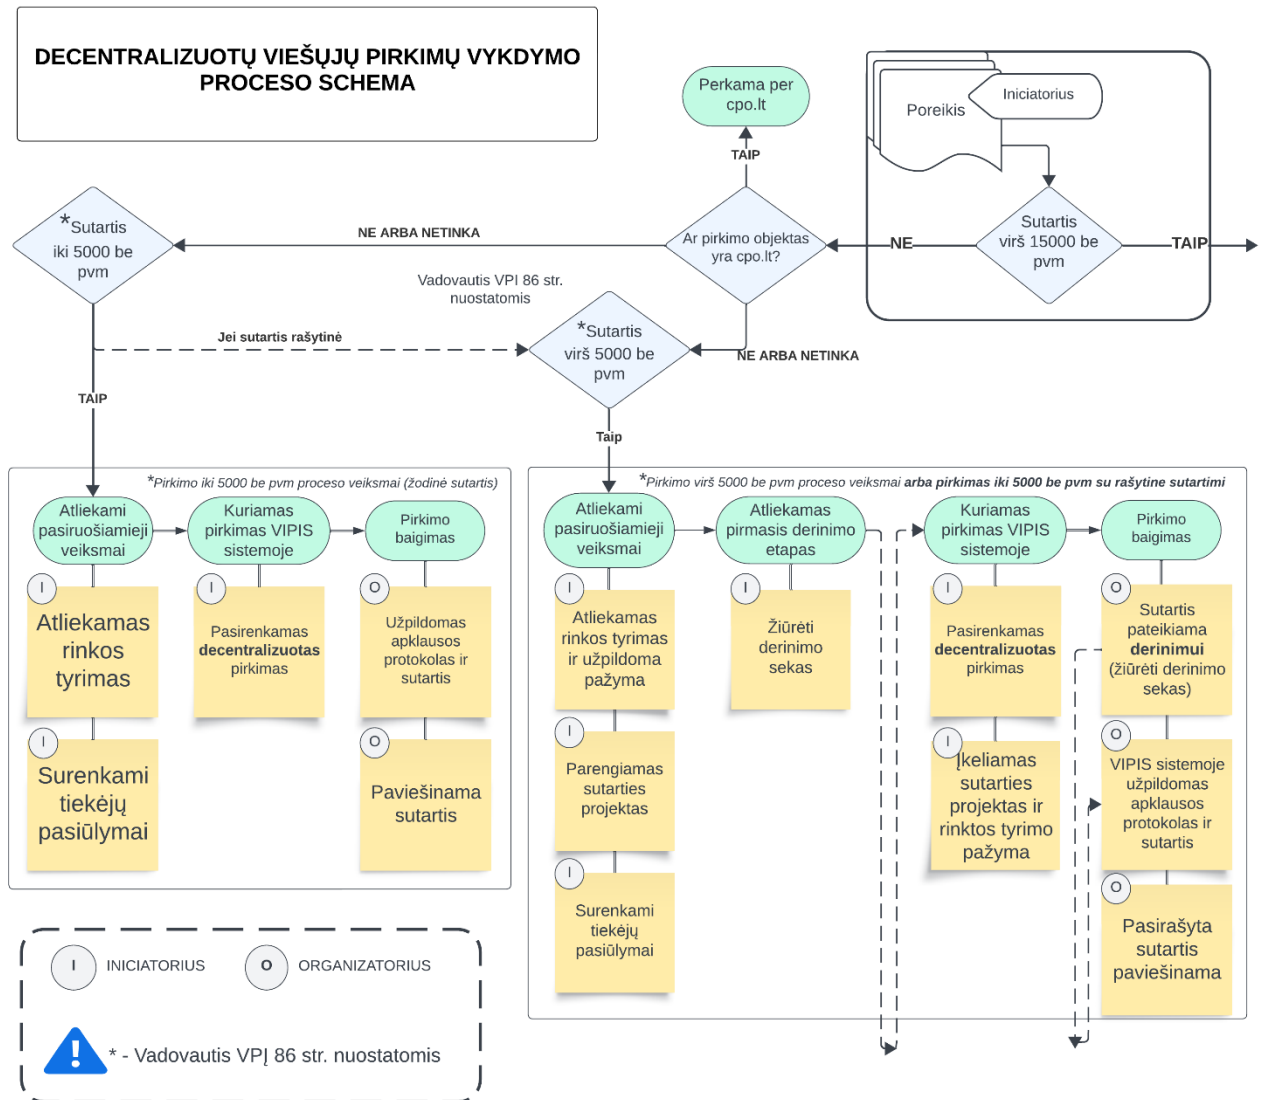 DECENTRALIZUOTŲ VIEŠŲJŲ PIRKIMŲ VYKDYMO
PROCESO SCHEMA
Perkama per
cpo.lt
Poreikis
Iniciatorius
TAIP
*Sutartis
iki 5000 be
pvm
NE ARBA NETINKA
Ar pirkimo objektas
yra cpo.lt?
NE
Sutartis
virš 15000 be
pvm
TAIP
Vadovautis VPI 86 str.
nuostatomis
Jei sutartis rašytinė
*Sutartis
virš 5000 be
pvm
NE ARBA NETINKA
TAIP
Taip
*Pirkimo iki 5000 be pvm proceso veiksmai (žodinė sutartis)
Atliekami
pasiruošiamieji
veiksmai
Kuriamas
pirkimas VIPIS
sistemoje
Pirkimo
baigimas
I
Atliekamas
rinkos
tyrimas
I
Pasirenkamas
decentralizuotas
pirkimas
O
Užpildomas
apklausos
protokolas ir
sutartis
I
Surenkami
tiekėjų
pasiūlymai
O
Paviešinama
sutartis
*Pirkimo virš 5000 be pvm proceso veiksmai arba pirkimas iki 5000 be pvm su rašytine sutartimi
Atliekami
pasiruošiamieji
veiksmai
Atliekamas
pirmasis derinimo
etapas
Kuriamas
pirkimas VIPIS
sistemoje
Pirkimo
baigimas
I
Atliekamas
rinkos tyrimas
ir užpildoma
pažyma
I
Žiūrėti
derinimo
sekas
I
Pasirenkamas
decentralizuotas
pirkimas
O
Sutartis
pateikiama
derinimui
(žiūrėti derinimo
sekas)
I
Parengiamas
sutarties
projektas
I
Įkeliamas
sutarties
projektas ir
rinktos tyrimo
pažyma
O
VIPIS sistemoje
užpildomas
apklausos
protokolas ir
sutartis
I
Surenkami
tiekėjų
pasiūlymai
O
Pasirašyta
sutartis
paviešinama
I INICIATORIUS
O ORGANIZATORIUS
! * - Vadovautis VPĮ 86 str. nuostatomis